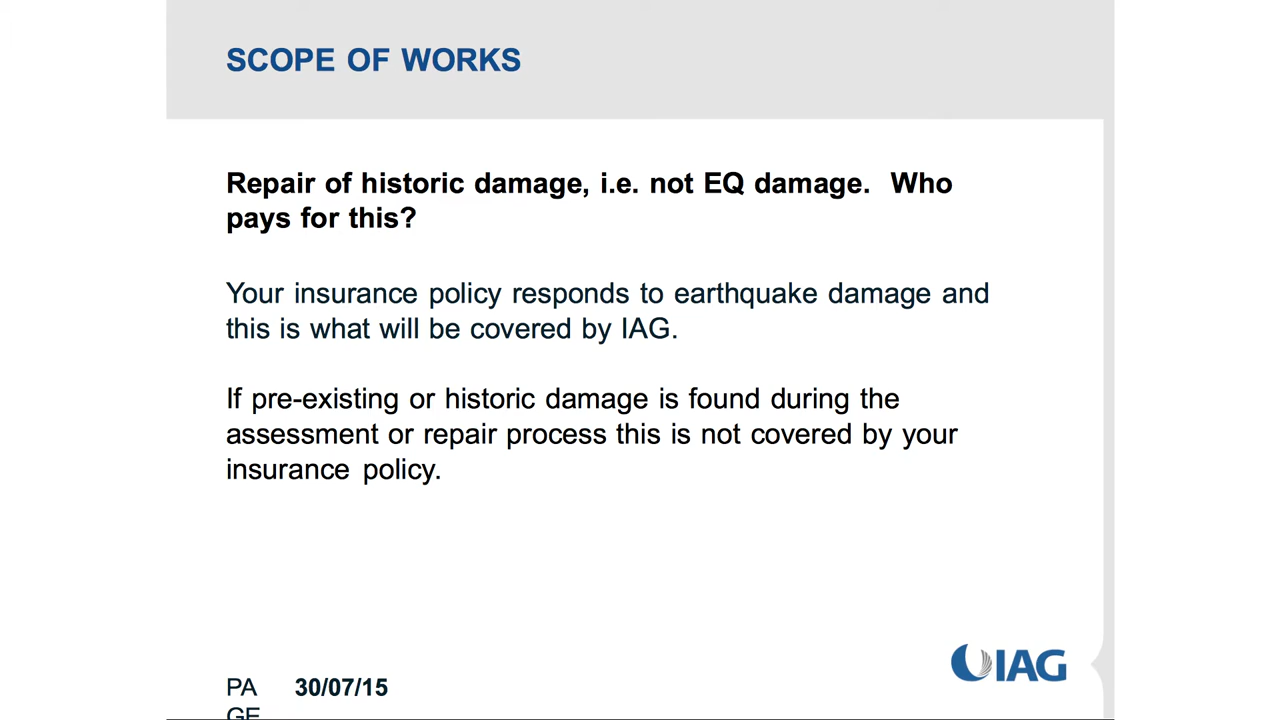 SCOPE OF WORKS
Repair of historic damage, i.e. not EQ damage. Who
pays for this?
Your insurance policy responds to earthquake damage and
this is what will be covered by IAG.
If pre-existing or historic damage is found during the
assessment or repair process this is not covered by your
insurance policy.
IAG
PA 30/07/15
GE